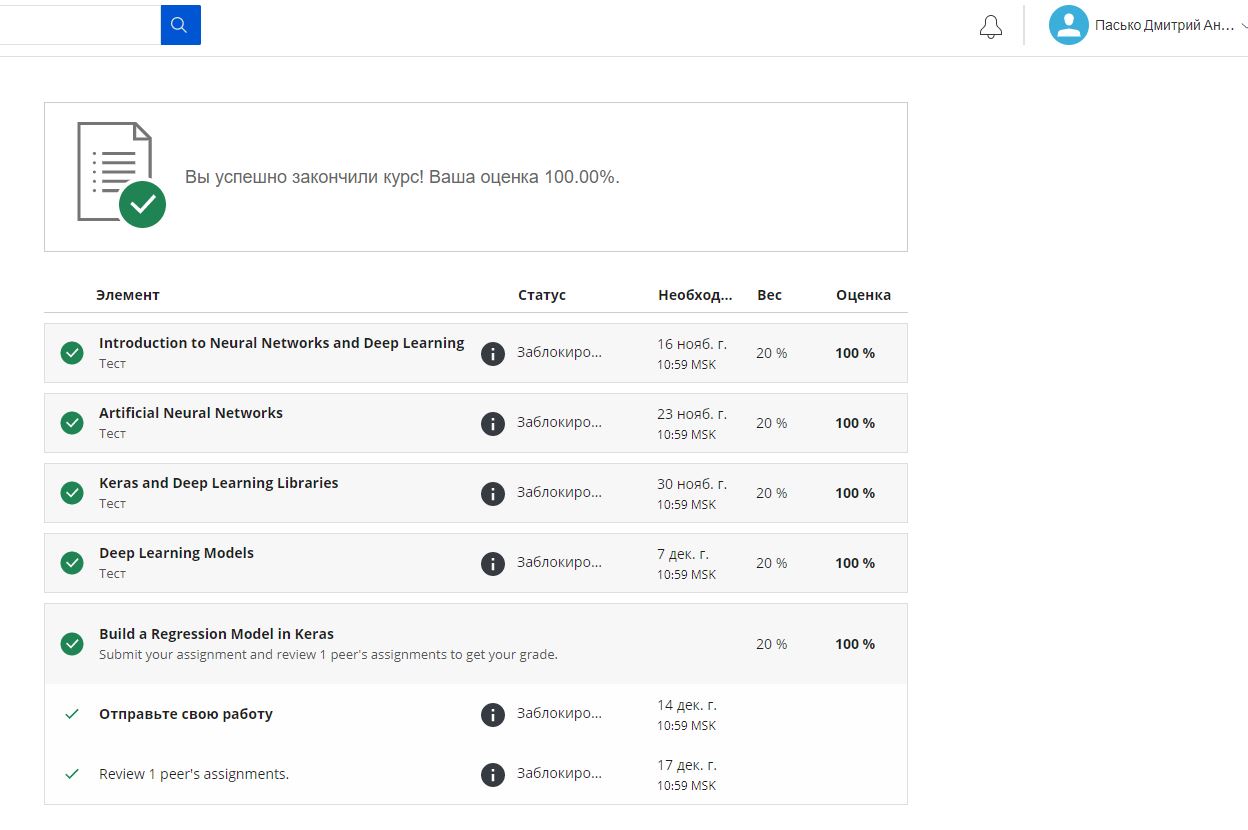 Пасько Дмитрий Ан...
Вы успешно закончили курс! Ваша оценка 100.00%.
Элемент Статус Необход... Вес Оценка
Introduction to Neural Networks and Deep Learning
Тест
Заблокиро...
16 нояб. г.
10:59 MSK
20 %
100 %
Artificial Neural Networks
Тест
Заблокиро...
23 нояб. г.
10:59 MSK
20 %
100 %
Keras and Deep Learning Libraries
Тест
Заблокиро...
30 нояб. г.
10:59 MSK
20 %
100 %
Deep Learning Models
Тест
Заблокиро...
7 дек. г.
10:59 MSK
20 %
100 %
Build a Regression Model in Keras
Submit your assignment and review 1 peer's assignments to get your grade.
20 %
100 %
Отправьте свою работу
Заблокиро...
14 дек. г.
10:59 MSK
Review 1 peer's assignments.
Заблокиро...
17 дек. г.
10:59 MSK